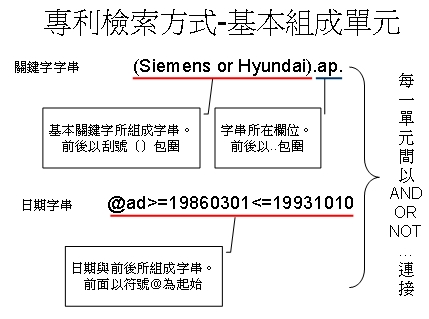 專利檢索方式-基本組成單元
關鍵字字串
(Siemens or Hyundai).ap.
基本關鍵字所組成字串。
前後以刮號（）包圍
字串所在欄位。
前後以..包圍
日期字串
@ad>=19860301<=19931010
日期與前後所組成字串。
前面以符號@為起始
每一單元間以
AND
OR
NOT
…
連接